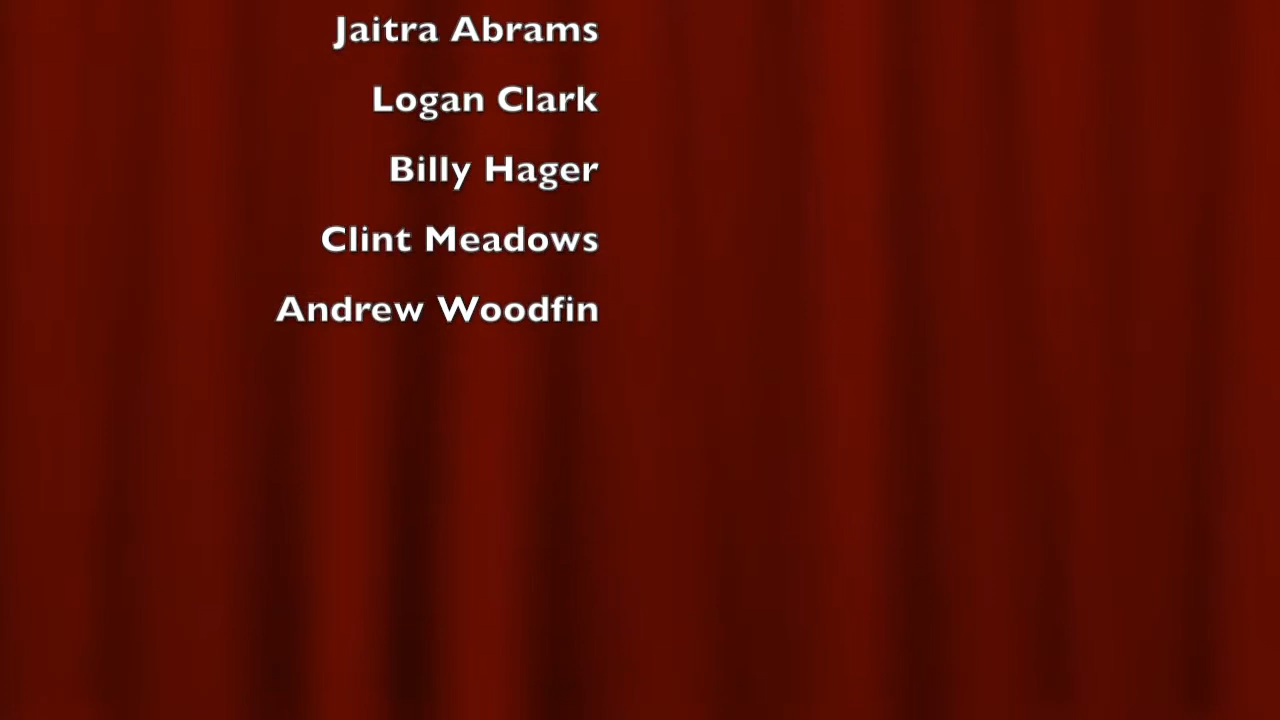 Jaitra Abrams
Logan Clark
Billy Hager
Clint Meadows
Andrew Woodfin